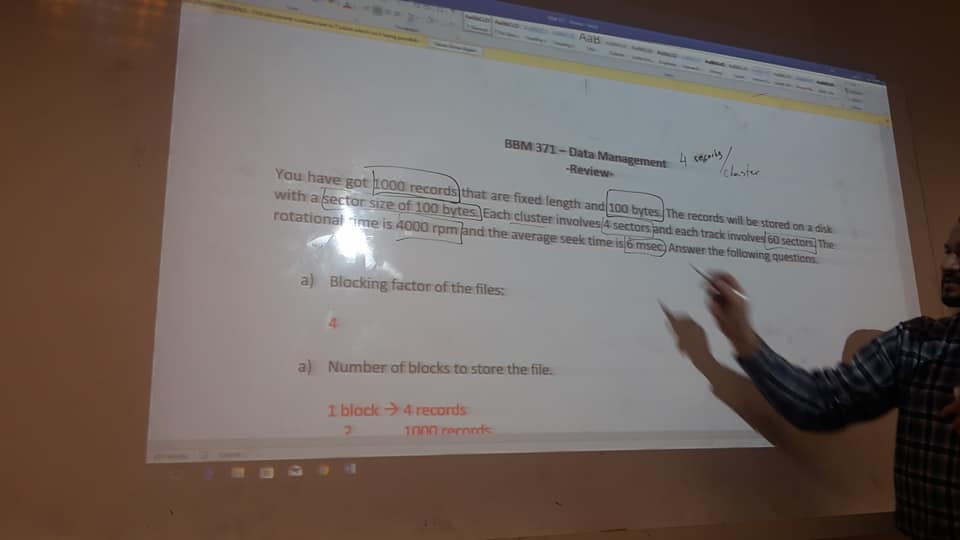 AaB
BBM 371 – Data Management
-Review-
4 records/
cluster
You have got 1000 records that are fixed length and 100 bytes. The records will be stored on a disk
with a sector size of 100 bytes. Each cluster involves 4 sectors and each track involves 60 sectors. The
rotational time is 4000 rpm and the average seek time is 6 msec. Answer the following questions.
a) Blocking factor of the files:
4
a) Number of blocks to store the file.
1 block → 4 records
? 1000 records